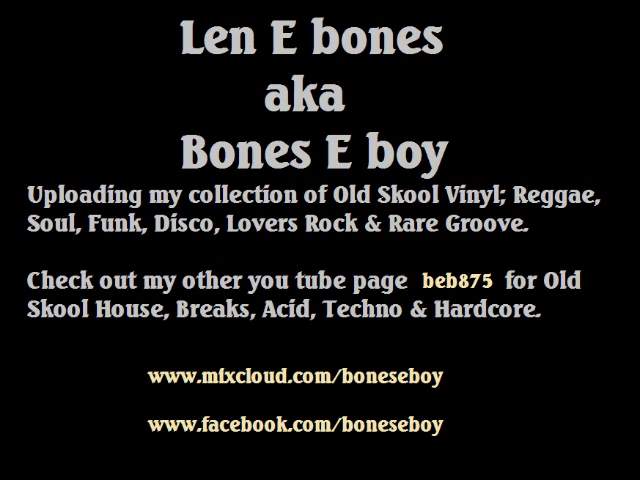 Len E bones
aka
Bones E boy
Uploading my collection of Old Skool Vinyl; Reggae,
Soul, Funk, Disco, Lovers Rock & Rare Groove.
Check out my other you tube page beb875 for Old
Skool House, Breaks, Acid, Techno & Hardcore.
www.mixcloud.com/boneseboy
www.facebook.com/boneseboy